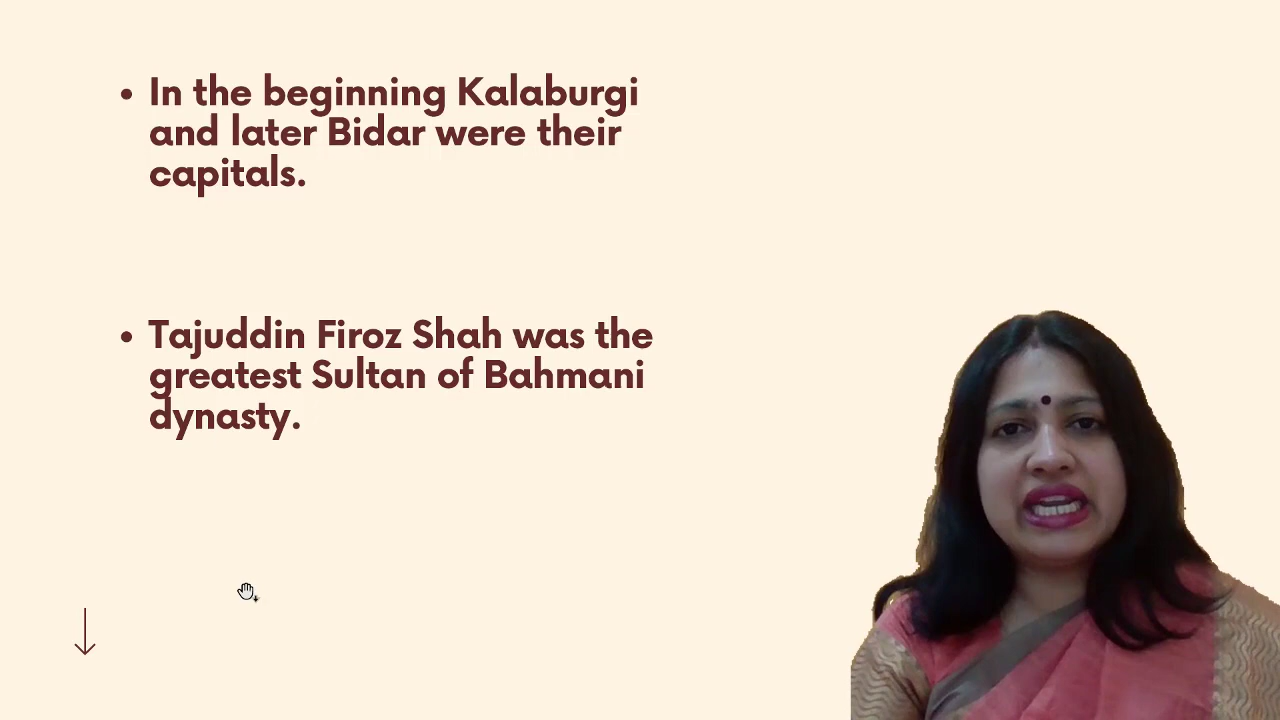 • In the beginning Kalaburgi
and later Bidar were their
capitals.
• Tajuddin Firoz Shah was the
greatest Sultan of Bahmani
dynasty.